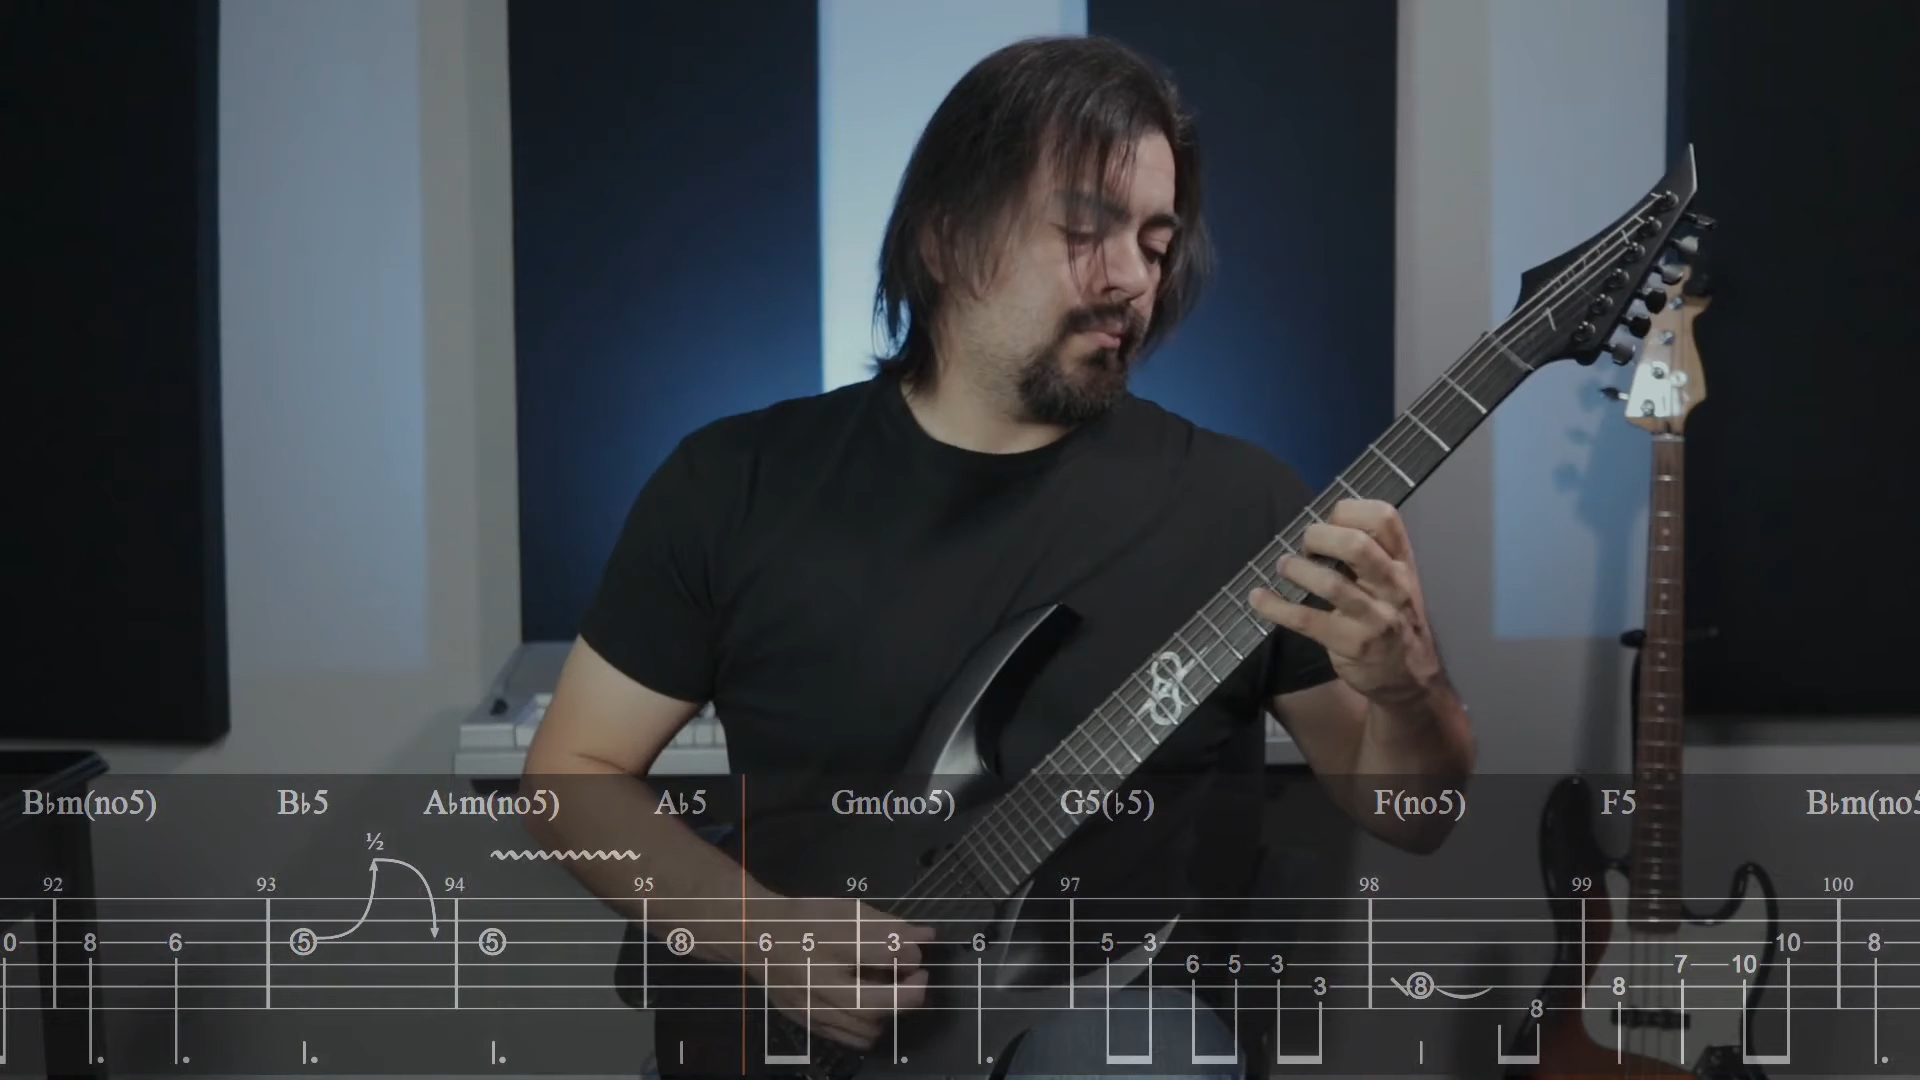 B♭m(no5) B♭5 A♭m(no5) A♭5 Gm(no5) G5(♭5) F(no5) F5 B♭m(no5
½
92 93 94 95 96 97 98 99 100
0 8 6 5 5 8 6 5 3 6 5 3 10 8
6 5 3 7 10
3 8 8
8